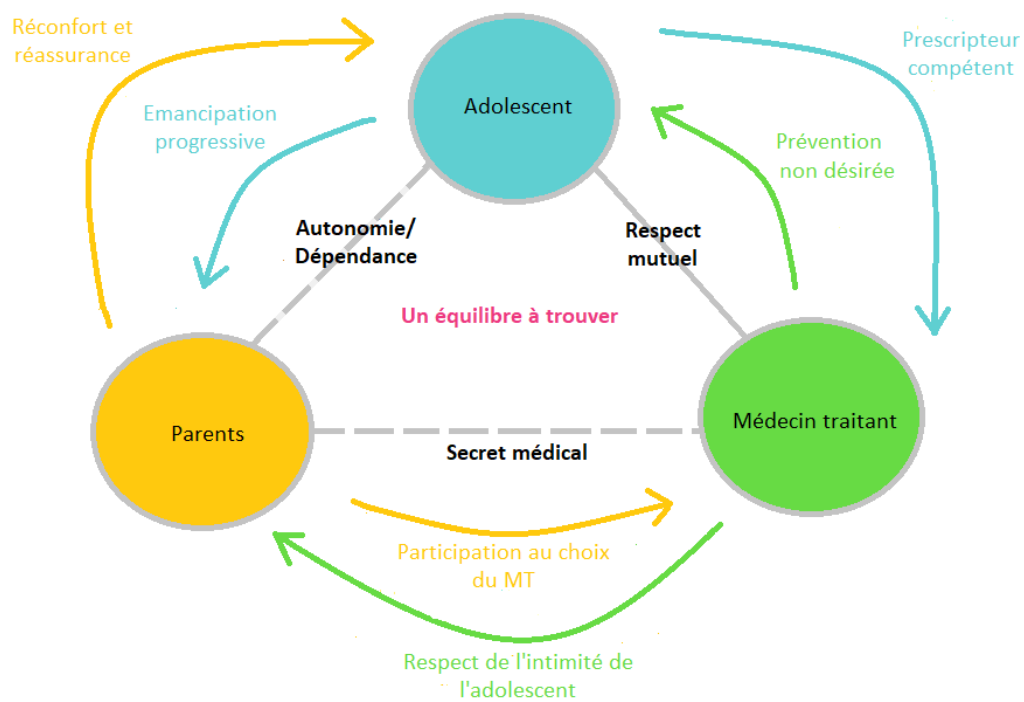 Réconfort et
réassurance
Adolescent
Prescripteur
compétent
Emancipation
progressive
Prévention
non désirée
Autonomie/
Dépendance
Respect
mutuel
Un équilibre à trouver
Parents
Médecin traitant
Secret médical
Participation au choix
du MT
Respect de l'intimité de
l'adolescent